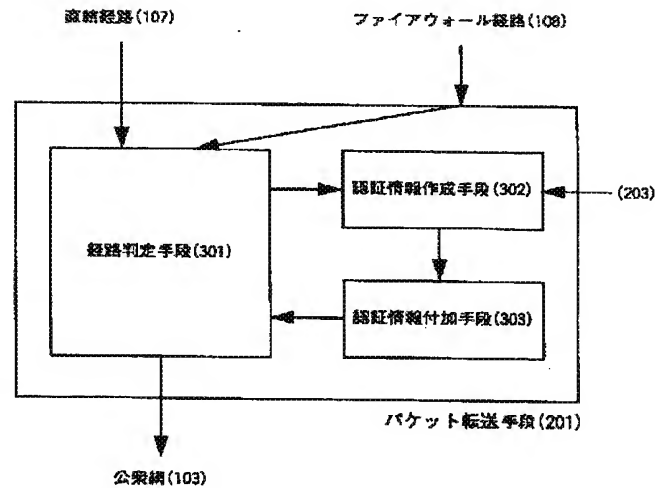 直結経路(107)
ファイアウォール経路(108)
認証情報作成手段(302)
(203)
経路判定手段(301)
認証情報付加手段(303)
パケット転送手段(201)
公衆網(103)